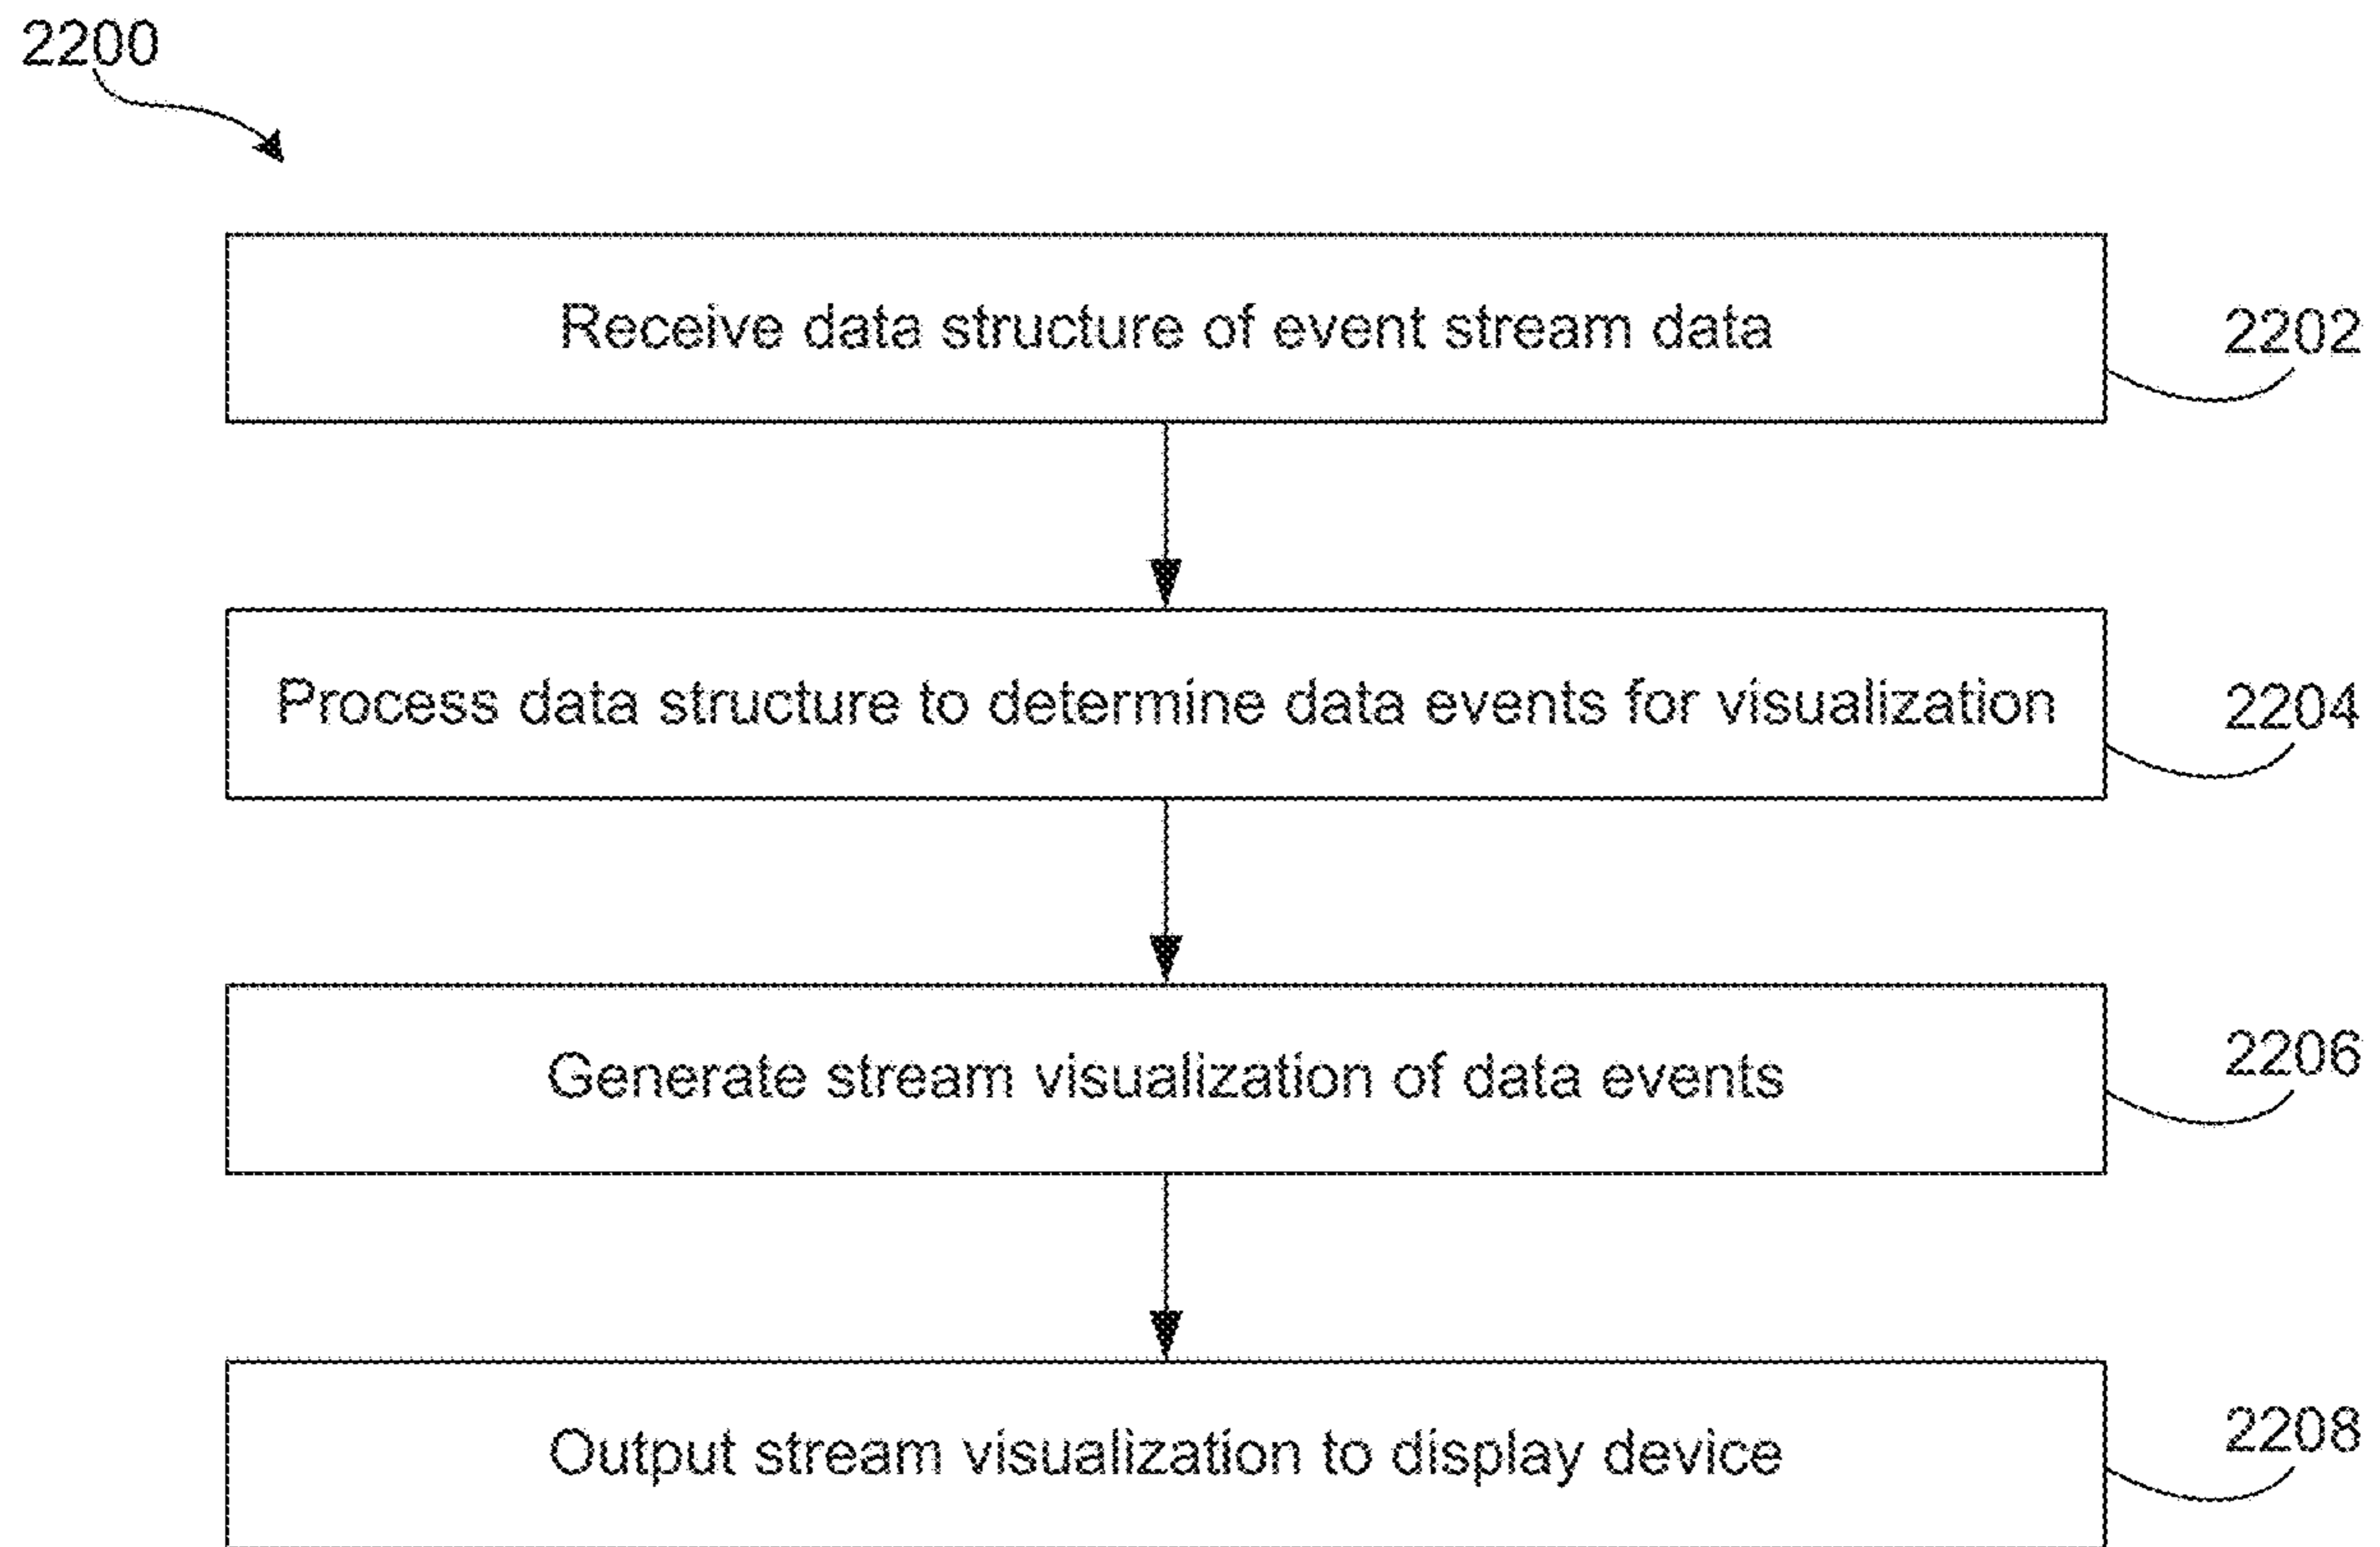 2200
Receive data structure of event stream data
2202
Process data structure to determine data events for visualization
2204
Generate stream visualization of data events
2206
Output stream visualization to display device
2208